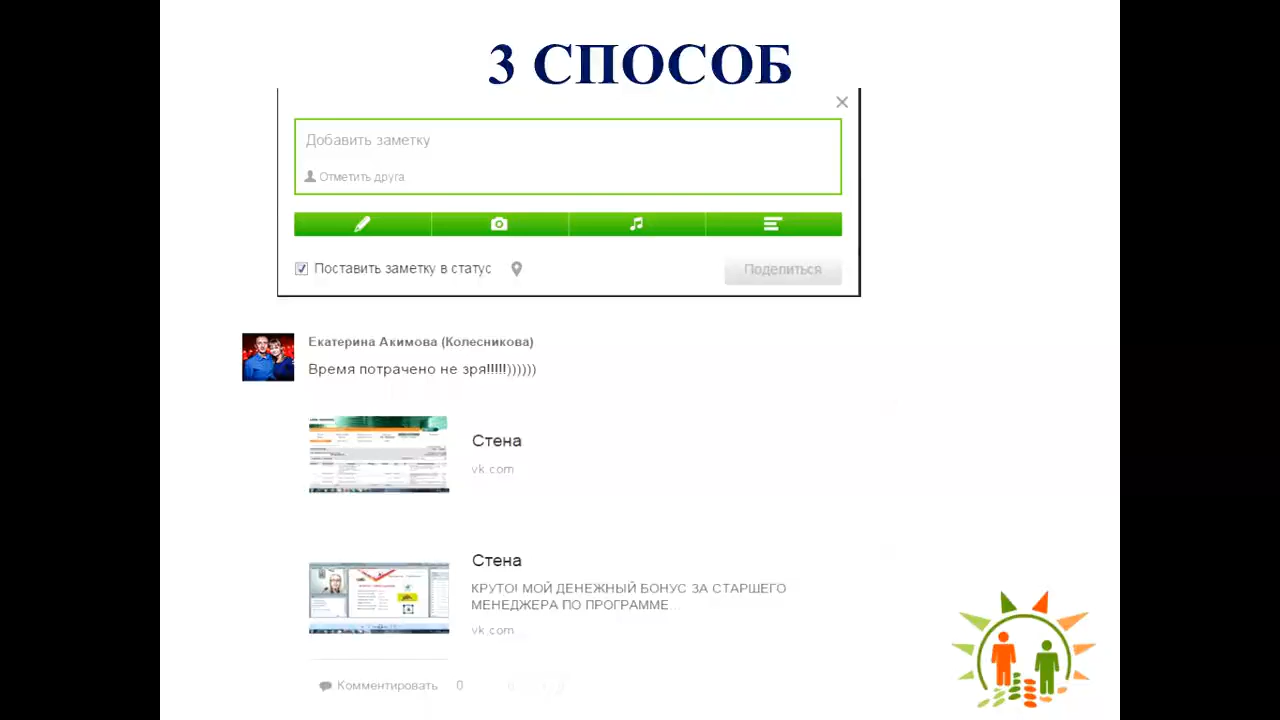 3 СПОСОБ
Добавить заметку
Отметить друга
Поставить заметку в статус
Поделиться
Екатерина Акимова (Колесникова)
Время потрачено не зря!!!!!))))))
Стена
vk.com
Стена
КРУТО! МОЙ ДЕНЕЖНЫЙ БОНУС ЗА СТАРШЕГО
МЕНЕДЖЕРА ПО ПРОГРАММЕ...
vk.com
Комментировать 0